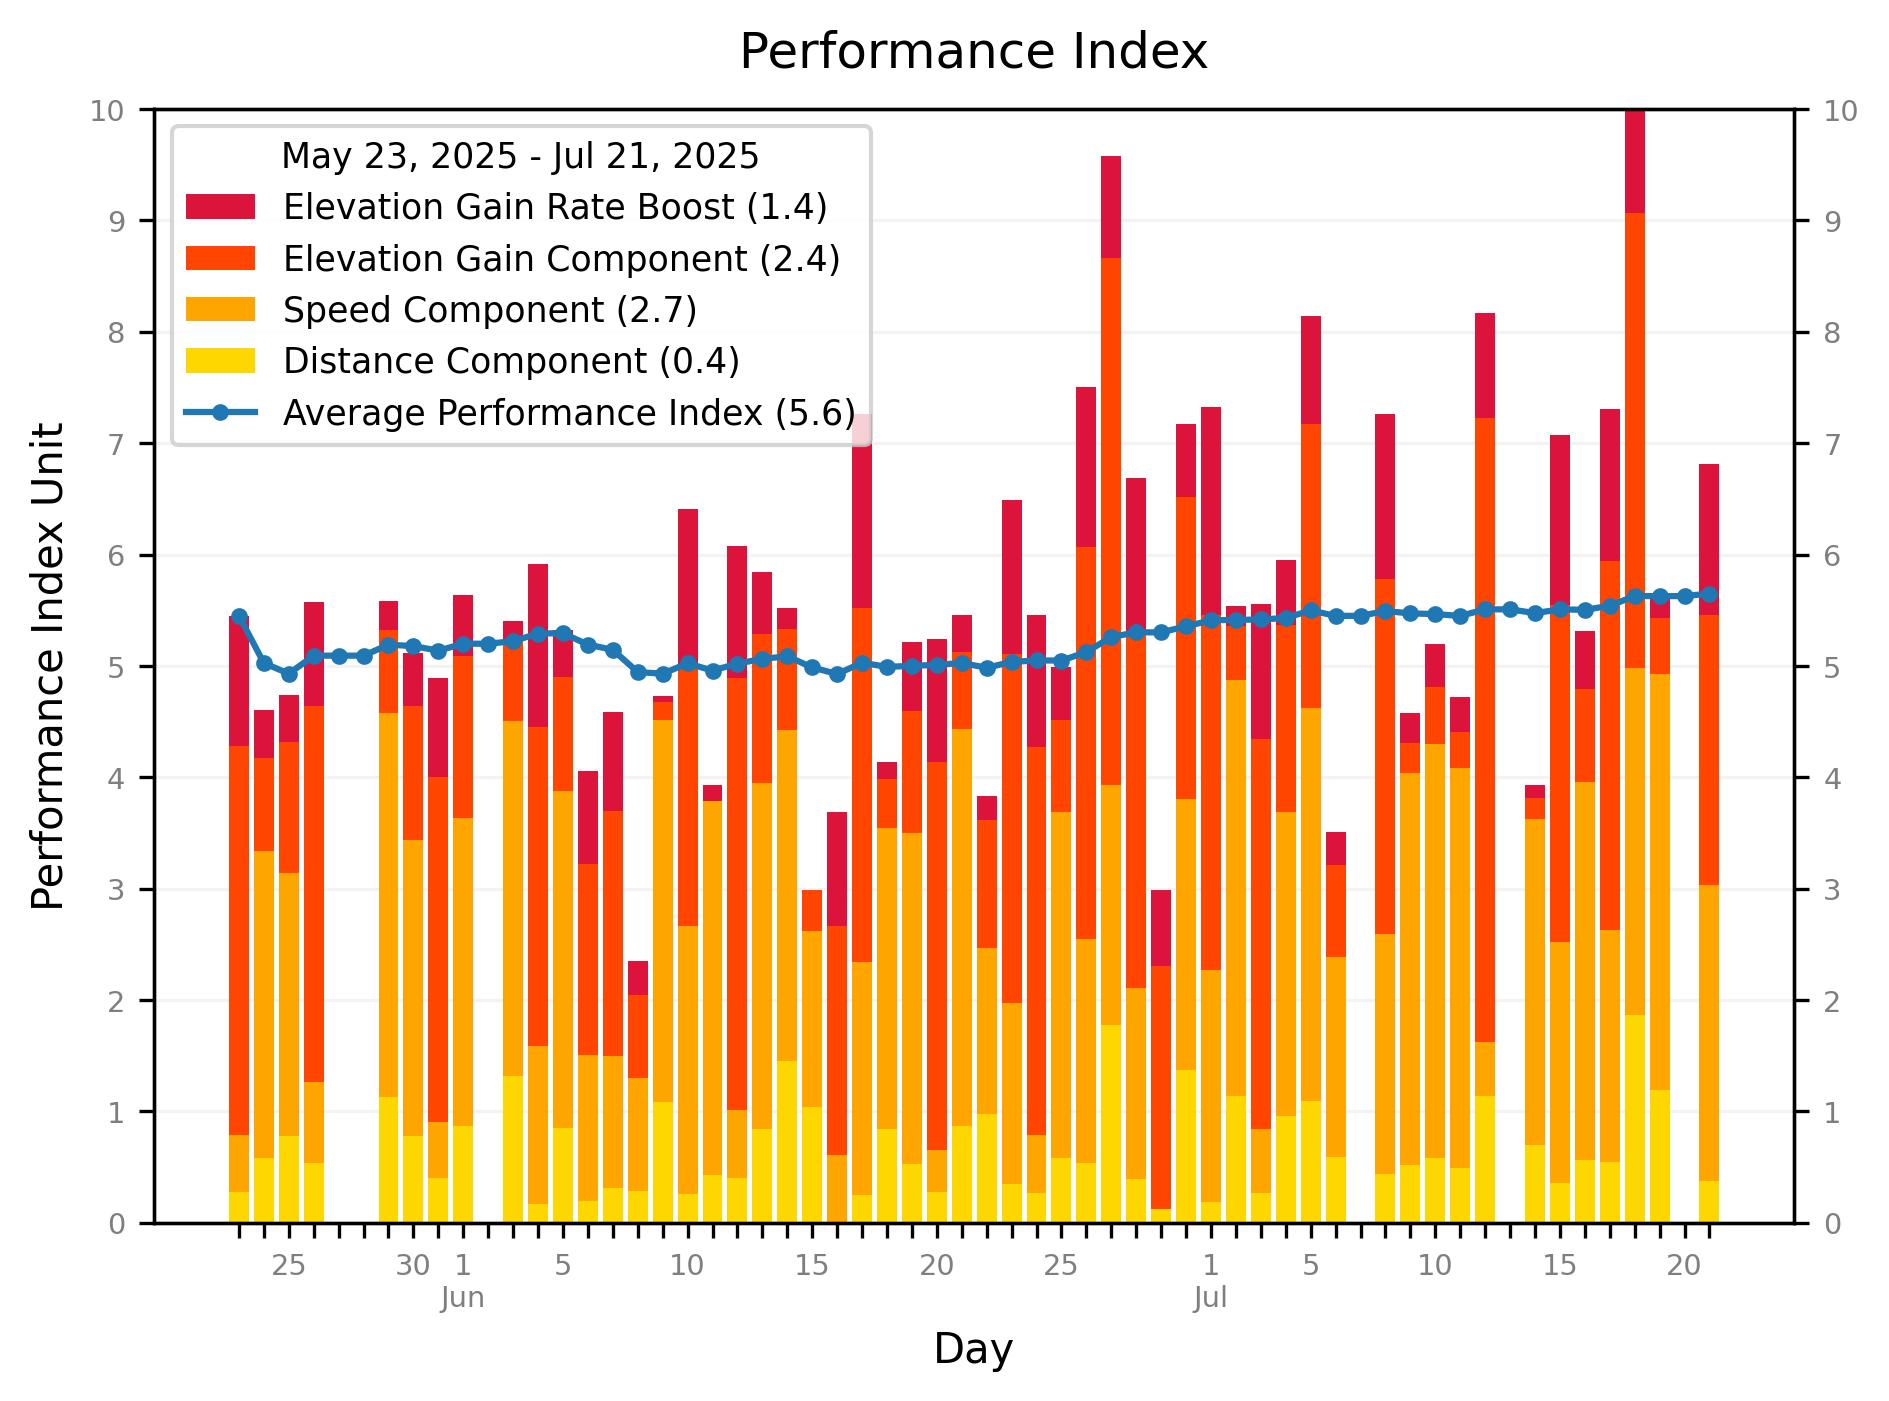 Performance Index
May 23, 2025 - Jul 21, 2025
Elevation Gain Rate Boost (1.4)
Elevation Gain Component (2.4)
Speed Component (2.7)
Distance Component (0.4)
Average Performance Index (5.6)
Performance Index Unit
10 10
9 9
8 8
7 7
6 6
5 5
4 4
3 3
2 2
1 1
0 0
25 30 1 5 10 15 20 25 1 5 10 15 20
Jun Jul
Day